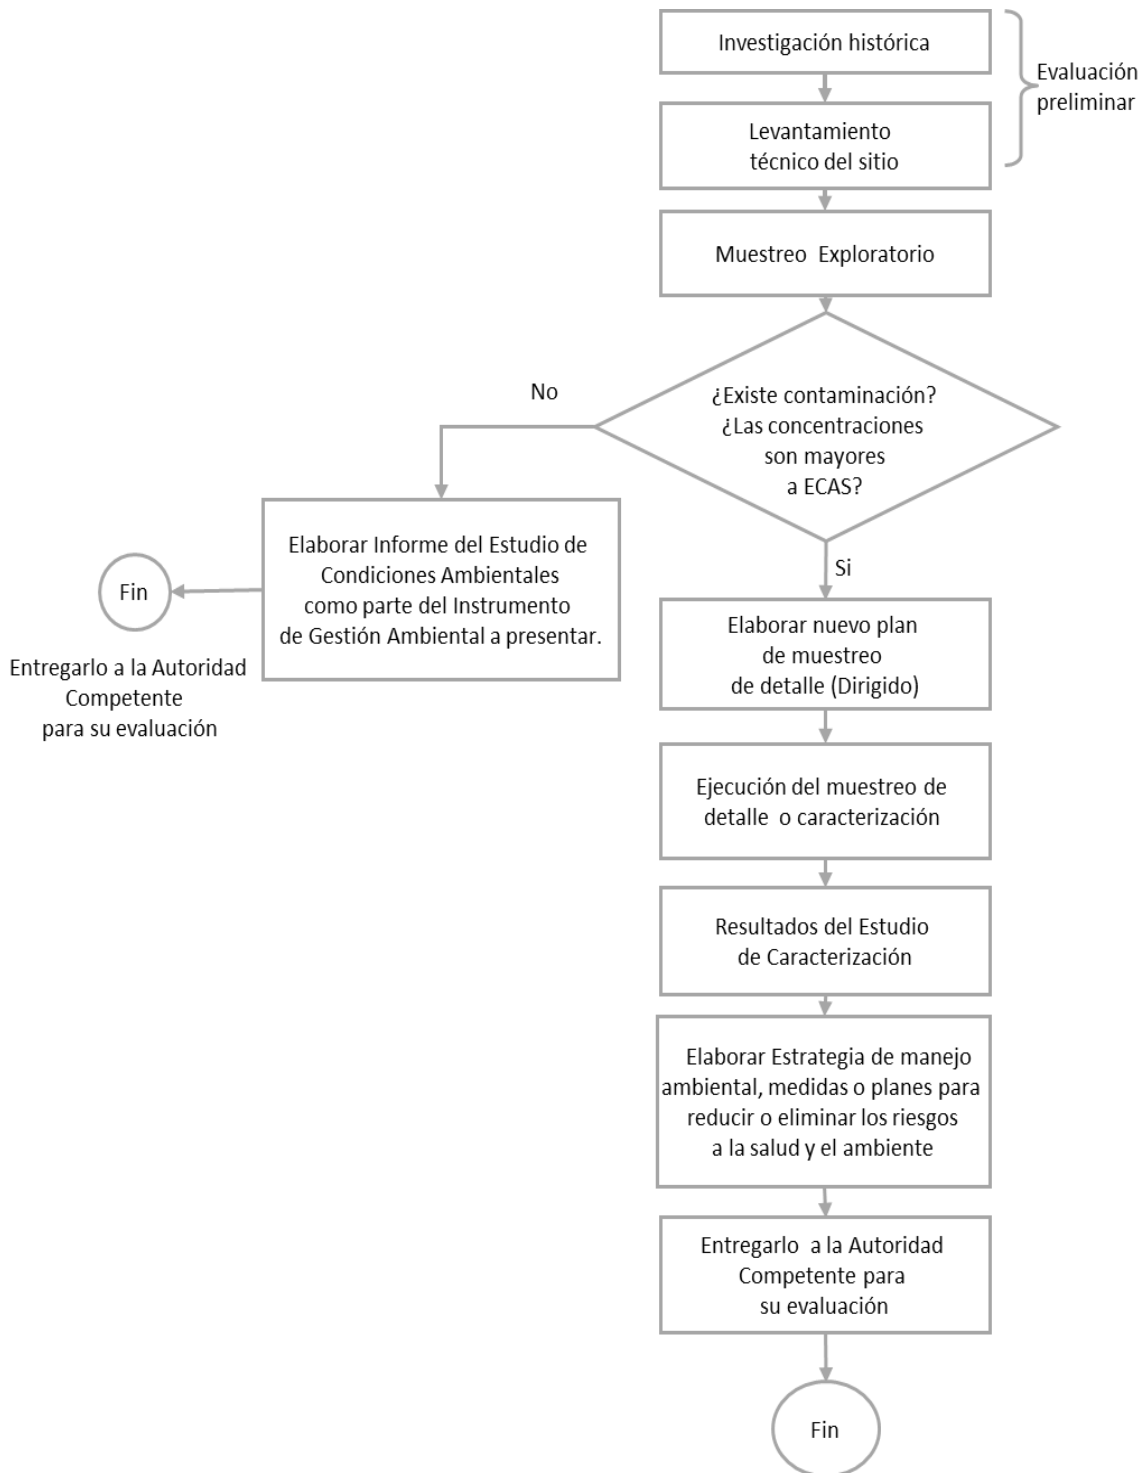 Investigación histórica
Evaluación
preliminar
Levantamiento
técnico del sitio
Muestreo Exploratorio
No
¿Existe contaminación?
¿Las concentraciones
son mayores
a ECAS?
Elaborar Informe del Estudio de
Condiciones Ambientales
como parte del Instrumento
de Gestión Ambiental a presentar.
Fin
Entregarlo a la Autoridad
Competente
para su evaluación
Si
Elaborar nuevo plan
de muestreo
de detalle (Dirigido)
Ejecución del muestreo de
detalle o caracterización
Resultados del Estudio
de Caracterización
Elaborar Estrategia de manejo
ambiental, medidas o planes para
reducir o eliminar los riesgos
a la salud y el ambiente
Entregarlo a la Autoridad
Competente para
su evaluación
Fin